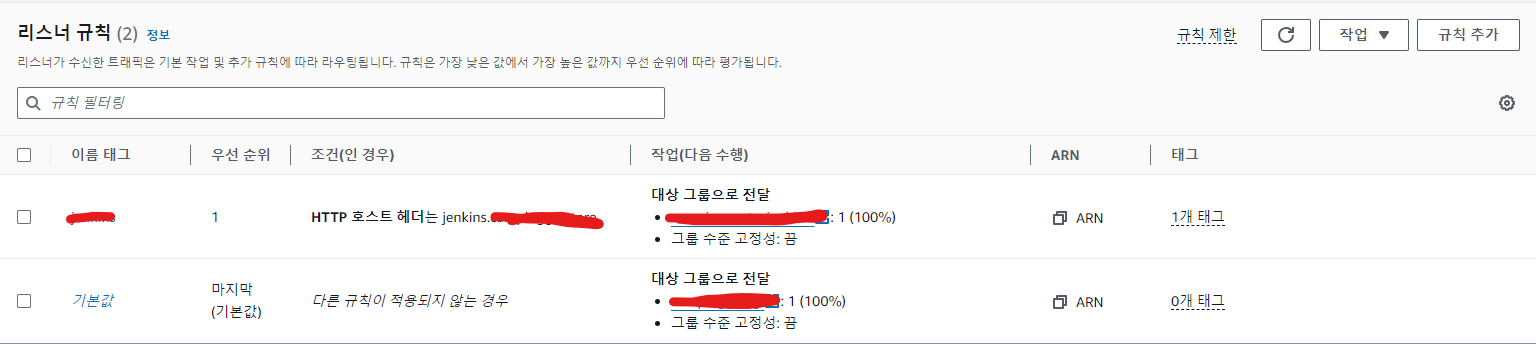 리스너 규칙 (2) 정보
규칙 제한
작업
규칙 추가
리스너가 수신한 트래픽은 기본 작업 및 추가 규칙에 따라 라우팅됩니다. 규칙은 가장 낮은 값에서 가장 높은 값까지 우선 순위에 따라 평가됩니다.
규칙 필터링
이름 태그 우선 순위 조건(인 경우) 작업(다음 수행) ARN 태그
대상 그룹으로 전달
1 HTTP 호스트 헤더는 jenkins. : 1 (100%) ARN 1개 태그
그룹 수준 고정성: 끔
대상 그룹으로 전달
기본값 마지막 (기본값) 다른 규칙이 적용되지 않는 경우 : 1 (100%) ARN 0개 태그
그룹 수준 고정성: 끔